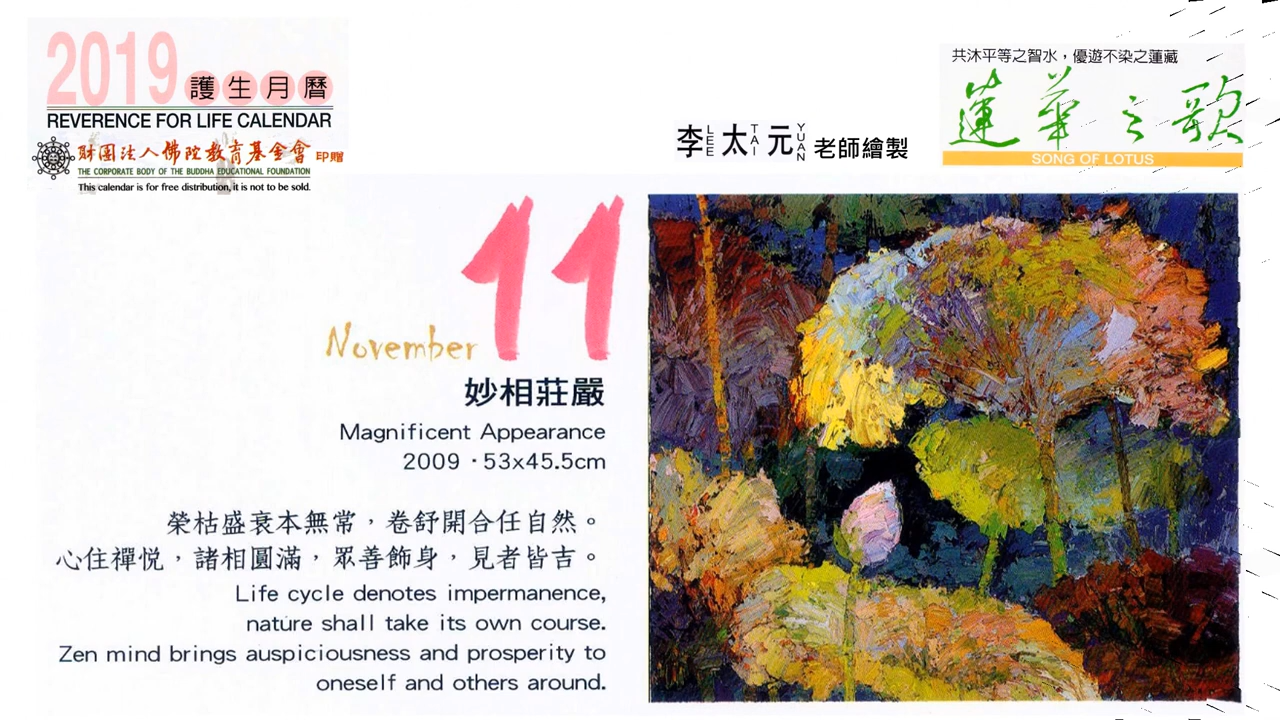 2019 護生月曆
REVERENCE FOR LIFE CALENDAR
財團法人佛陀教育基金會 印贈
THE CORPORATE BODY OF THE BUDDHA EDUCATIONAL FOUNDATION
This calendar is for free distribution, it is not to be sold.
李 LEE 太 TAI 元 YUAN 老師繪製
共沐平等之智水，優遊不染之蓮藏
蓮華之歌
SONG OF LOTUS
November 11
妙相莊嚴
Magnificent Appearance
2009 · 53x45.5cm
榮枯盛衰本無常，卷舒開合任自然。
心住禪悅，諸相圓滿，眾善飾身，見者皆吉。
Life cycle denotes impermanence,
nature shall take its own course.
Zen mind brings auspiciousness and prosperity to
oneself and others around.